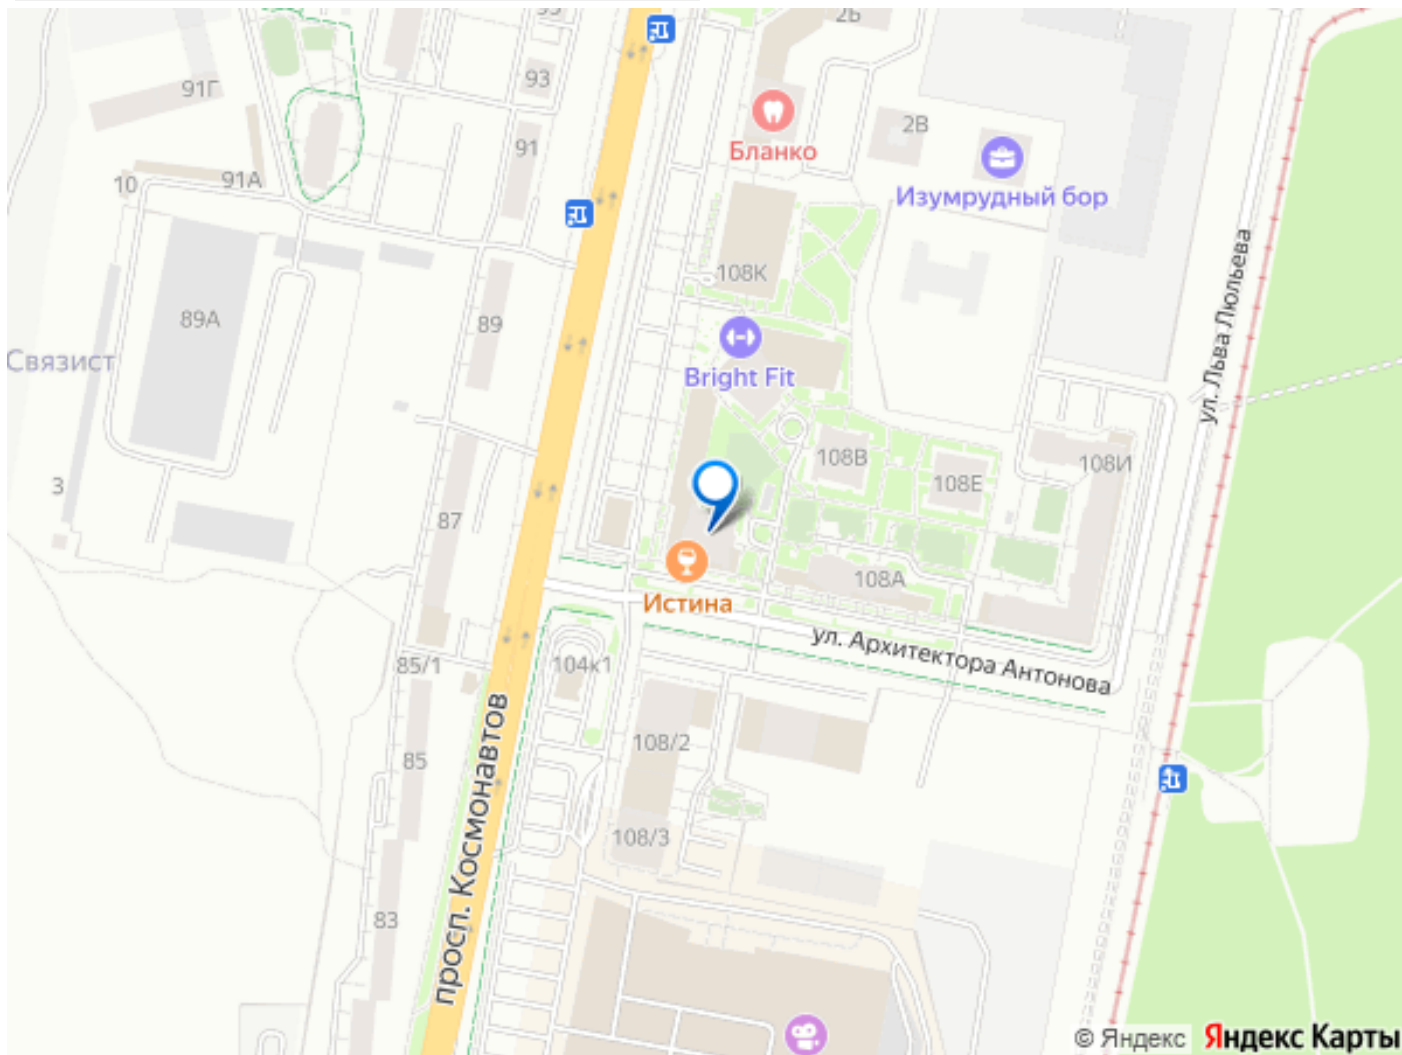 2Б
93
91Г
91
2В
Бланко
91А
10
Изумрудный бор
108К
89А
89
ул. Льва Люльева
Связист
Bright Fit
108В
108И
108Е
3
87
108А
Истина
ул. Архитектора Антонова
85/1
104к1
просп. Космонавтов
108/2
85
108/3
83
© Яндекс Яндекс Карты